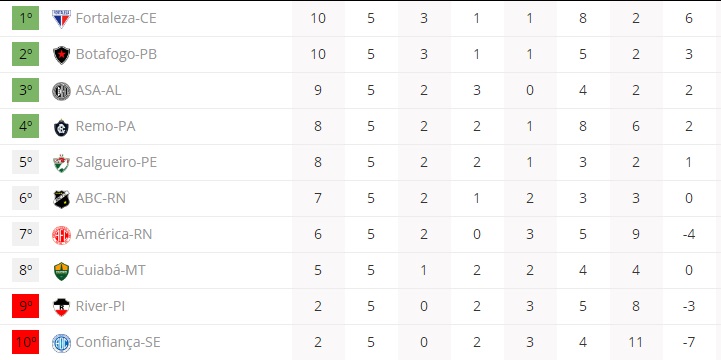 1º Fortaleza-CE 10 5 3 1 1 8 2 6
2º Botafogo-PB 10 5 3 1 1 5 2 3
3º ASA-AL 9 5 2 3 0 4 2 2
4º Remo-PA 8 5 2 2 1 8 6 2
5º Salgueiro-PE 8 5 2 2 1 3 2 1
6º ABC-RN 7 5 2 1 2 3 3 0
7º América-RN 6 5 2 0 3 5 9 -4
8º Cuiabá-MT 5 5 1 2 2 4 4 0
9º River-PI 2 5 0 2 3 5 8 -3
10º Confiança-SE 2 5 0 2 3 4 11 -7